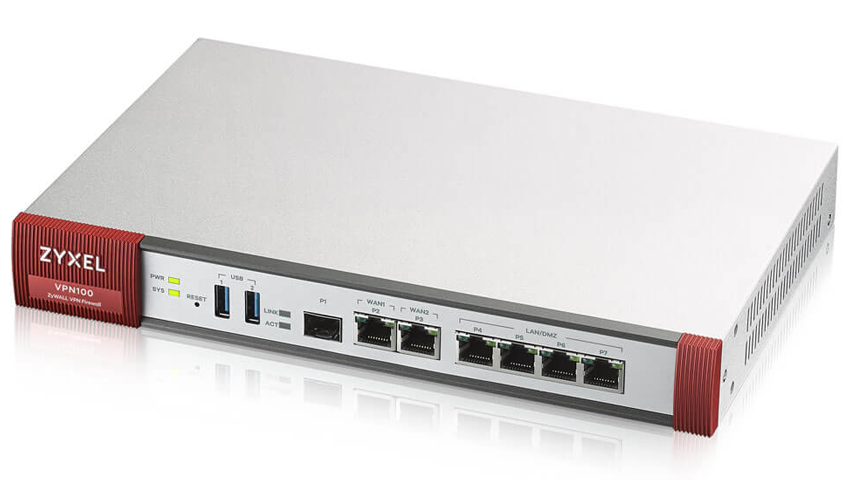 ZYXEL
VPN100
ZyWALL VPN Firewall
PWR
SYS
RESET
USB
1 2
LINK
ACT
P1
WAN1 WAN2
P2 P3
LAN/DMZ
P4 P5 P6 P7